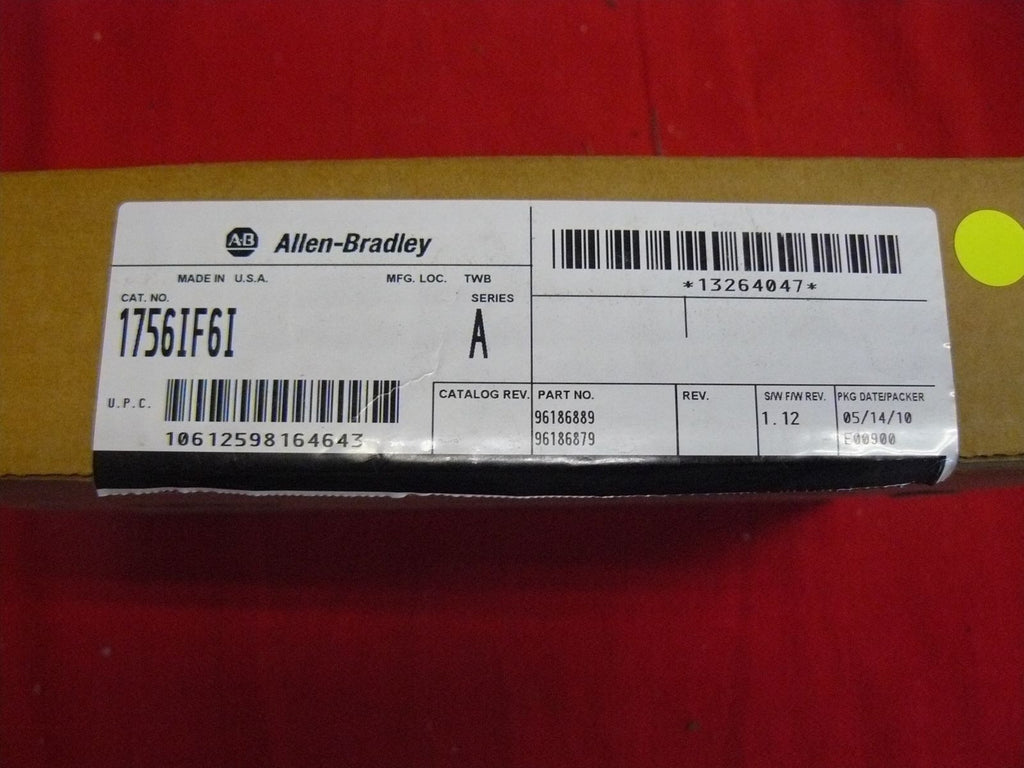 A-B Allen-Bradley
MADE IN U.S.A. MFG. LOC. TWB
CAT. NO. SERIES
1756IF6I A
U.P.C.
10612598164643
*13264047*
CATALOG REV. PART NO. REV. S/W F/W REV. PKG DATE/PACKER
96186889 1.12 05/14/10
96186879 E00900